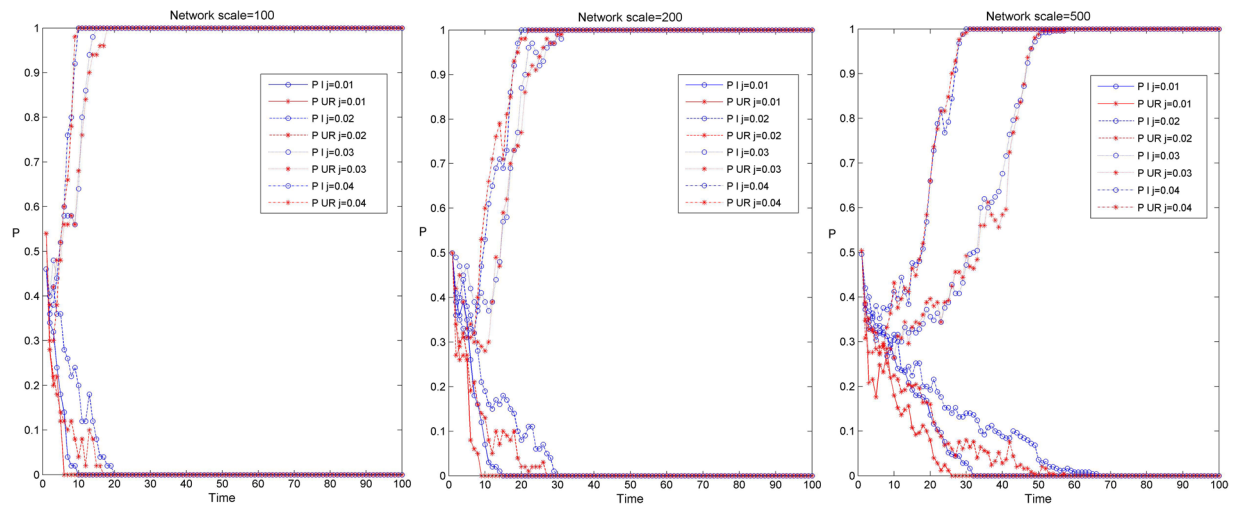 Network scale=100
1
0.9
0.8
0.7
0.6
0.5
0.4
0.3
0.2
0.1
0
P
0 10 20 30 40 50 60 70 80 90 100
Time
P I j=0.01
P UR j=0.01
P I j=0.02
P UR j=0.02
P I j=0.03
P UR j=0.03
P I j=0.04
P UR j=0.04
Network scale=200
1
0.9
0.8
0.7
0.6
0.5
0.4
0.3
0.2
0.1
0
P
0 10 20 30 40 50 60 70 80 90 100
Time
P I j=0.01
P UR j=0.01
P I j=0.02
P UR j=0.02
P I j=0.03
P UR j=0.03
P I j=0.04
P UR j=0.04
Network scale=500
1
0.9
0.8
0.7
0.6
0.5
0.4
0.3
0.2
0.1
0
P
0 10 20 30 40 50 60 70 80 90 100
Time
P I j=0.01
P UR j=0.01
P I j=0.02
P UR j=0.02
P I j=0.03
P UR j=0.03
P I j=0.04
P UR j=0.04